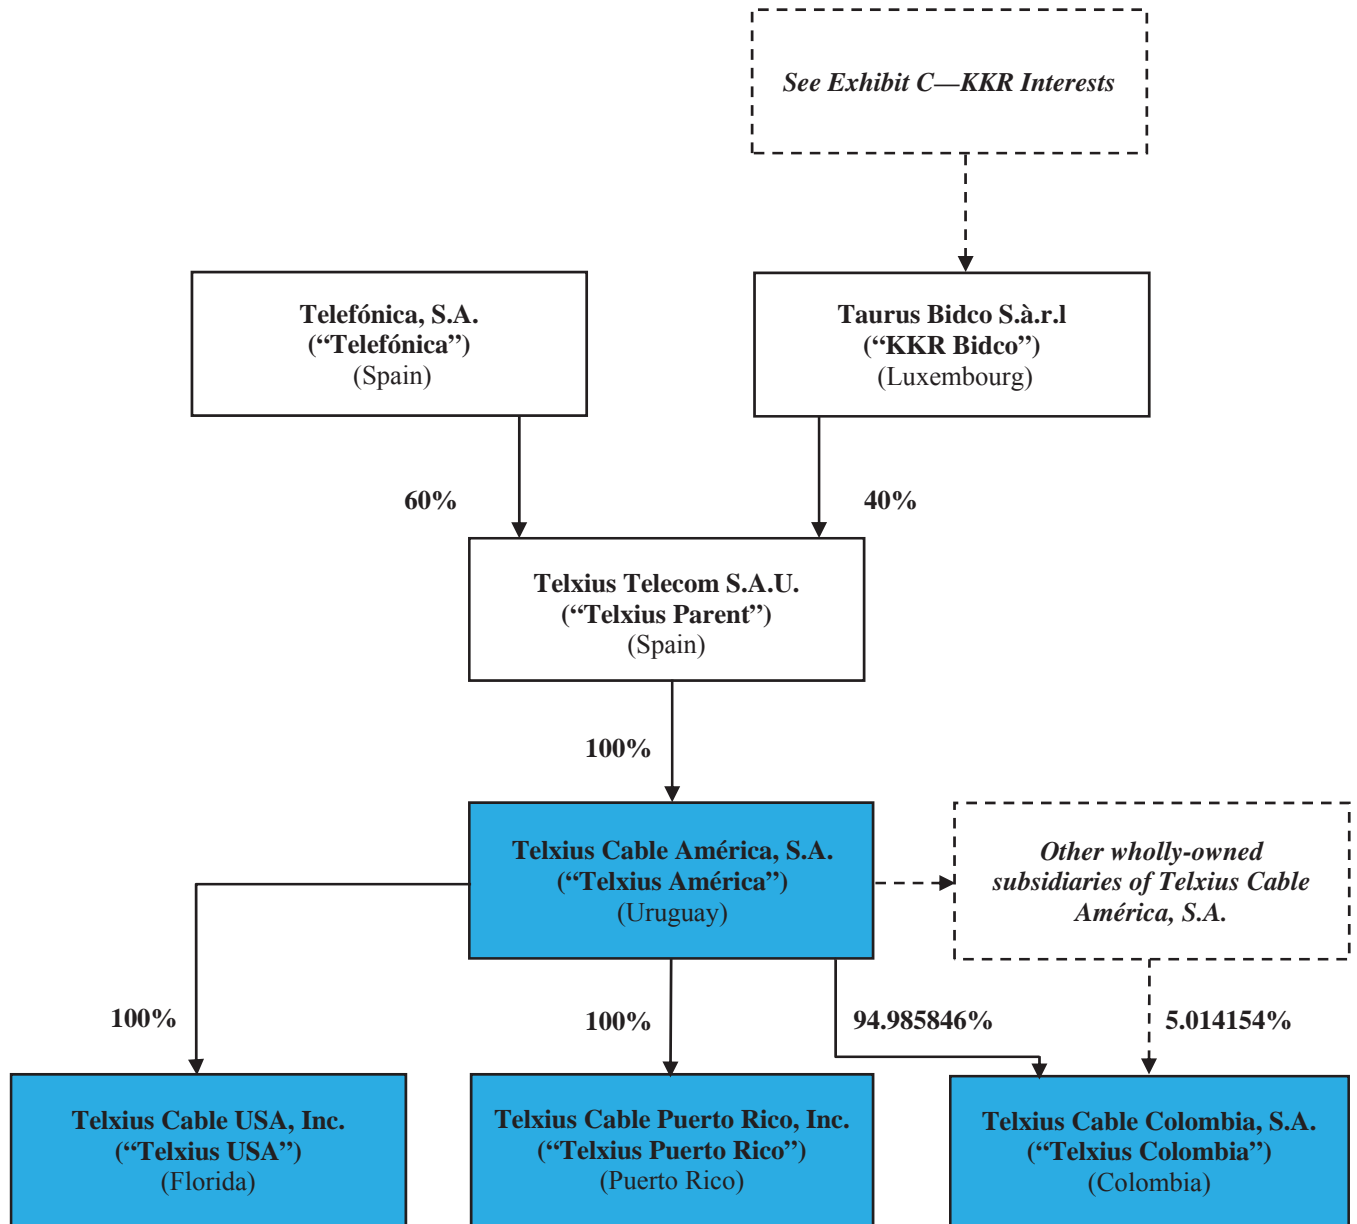 See Exhibit C—KKR Interests
Telefónica, S.A.
(“Telefónica”)
(Spain)
Taurus Bidco S.à.r.l
(“KKR Bidco”)
(Luxembourg)
60%
40%
Telxius Telecom S.A.U.
(“Telxius Parent”)
(Spain)
100%
Telxius Cable América, S.A.
(“Telxius América”)
(Uruguay)
Other wholly-owned
subsidiaries of Telxius Cable
América, S.A.
100%
100%
94.985846%
5.014154%
Telxius Cable USA, Inc.
(“Telxius USA”)
(Florida)
Telxius Cable Puerto Rico, Inc.
(“Telxius Puerto Rico”)
(Puerto Rico)
Telxius Cable Colombia, S.A.
(“Telxius Colombia”)
(Colombia)